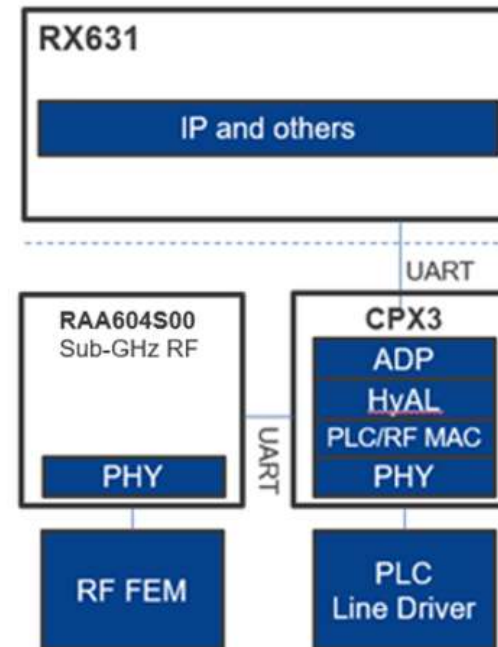 RX631
IP and others
UART
RAA604S00
Sub-GHz RF
PHY
UART
CPX3
ADP
HyAL
PLC/RF MAC
PHY
RF FEM
PLC
Line Driver